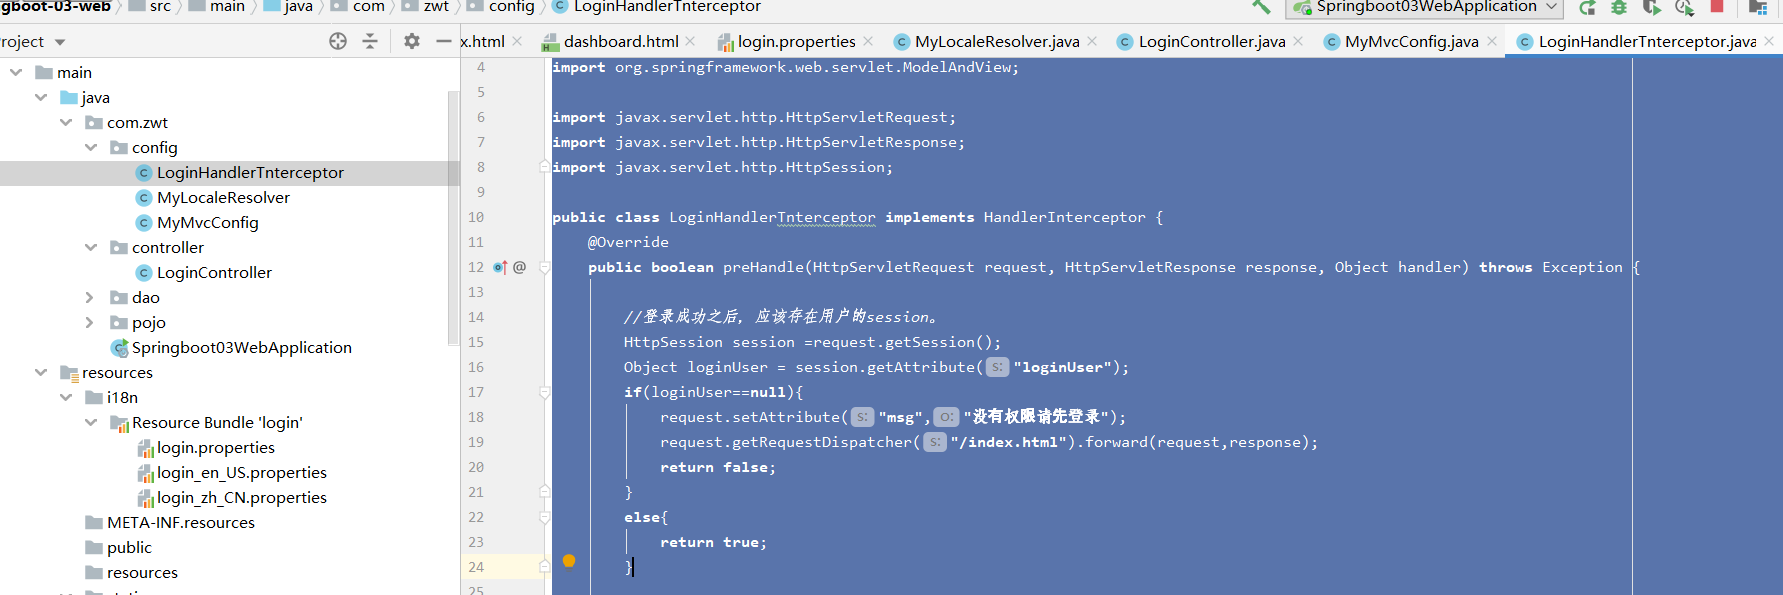 gboot-03-web src main java com zwt config LoginHandlerTnterceptor Springboot03WebApplication
roject x.html dashboard.html login.properties MyLocaleResolver.java LoginController.java MyMvcConfig.java LoginHandlerTnterceptor.java
main
java
com.zwt
config
LoginHandlerTnterceptor
MyLocaleResolver
MyMvcConfig
controller
LoginController
dao
pojo
Springboot03WebApplication
resources
i18n
Resource Bundle 'login'
login.properties
login_en_US.properties
login_zh_CN.properties
META-INF.resources
public
resources
4 import org.springframework.web.servlet.ModelAndView;
5
6 import javax.servlet.http.HttpServletRequest;
7 import javax.servlet.http.HttpServletResponse;
8 import javax.servlet.http.HttpSession;
9
10 public class LoginHandlerTnterceptor implements HandlerInterceptor {
11 @Override
12 @ public boolean preHandle(HttpServletRequest request, HttpServletResponse response, Object handler) throws Exception {
13
14 //登录成功之后，应该存在用户的session。
15 HttpSession session =request.getSession();
16 Object loginUser = session.getAttribute( s: "loginUser");
17 if(loginUser==null){
18 request.setAttribute( s: "msg", o: "没有权限请先登录");
19 request.getRequestDispatcher( s: "/index.html").forward(request,response);
20 return false;
21 }
22 else{
23 return true;
24 }
25